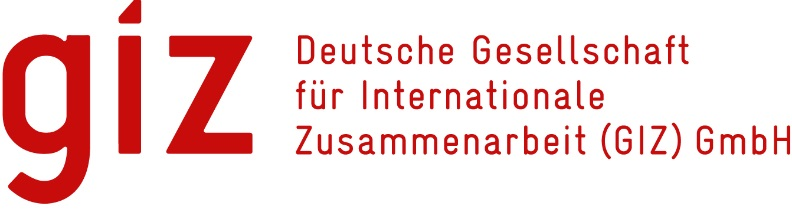 giz
Deutsche Gesellschaft
für Internationale
Zusammenarbeit (GIZ) GmbH